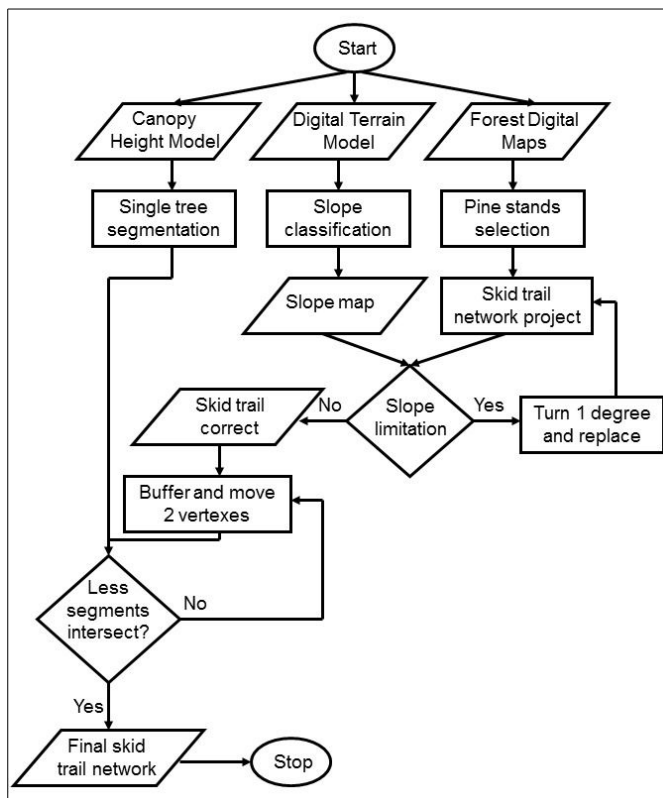 Start
Canopy
Height Model
Digital Terrain
Model
Forest Digital
Maps
Single tree
segmentation
Slope
classification
Pine stands
selection
Slope map
Skid trail
network project
Skid trail
correct
No
Slope
limitation
Yes
Turn 1 degree
and replace
Buffer and move
2 vertexes
Less
segments
intersect?
No
Yes
Final skid
trail network
Stop